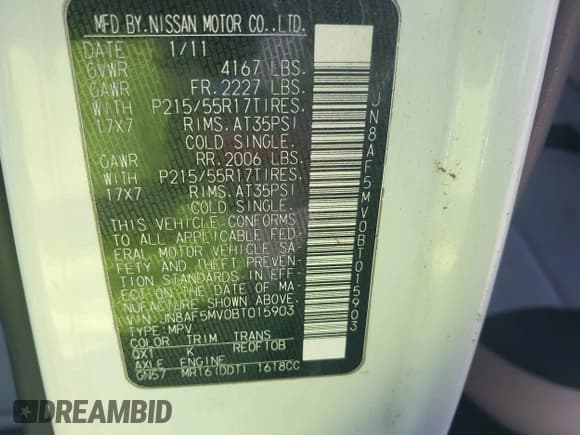 MFD BY.NISSAN MOTOR CO.,LTD.
DATE 1/11
GVWR 4167 LBS.
GAWR FR.2227 LBS.
WITH P215/55R17TIRES.
17X7 RIMS.AT35PSI
COLD SINGLE.
GAWR RR.2006 LBS.
WITH P215/55R17TIRES.
17X7 RIMS.AT35PSI
COLD SINGLE.
THIS VEHICLE CONFORMS
TO ALL APPLICABLE FED-
ERAL MOTOR VEHICLE SA-
FETY AND THEFT PREVEN-
TION STANDARDS IN EFF-
ECT ON THE DATE OF MA-
NUFACTURE SHOWN ABOVE.
VIN: JN8AF5MV0BT015903
TYPE:MPV
COLOR TRIM TRANS
QX1 K RE0F10B
AXLE ENGINE
GN57 MR16(DDT) 1618CC
JN8AF5MV0BT015903
DREAMBID